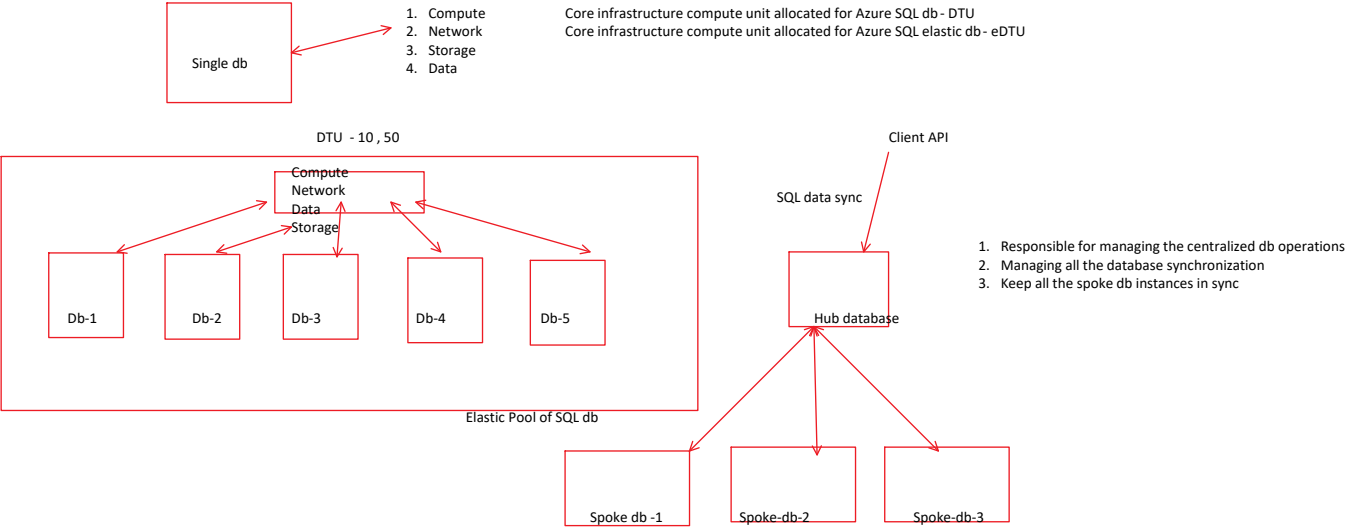 1. Compute
2. Network
3. Storage
4. Data
Core infrastructure compute unit allocated for Azure SQL db - DTU
Core infrastructure compute unit allocated for Azure SQL elastic db - eDTU
Single db
DTU - 10 , 50
Compute
Network
Data
Storage
Db-1
Db-2
Db-3
Db-4
Db-5
Elastic Pool of SQL db
Client API
SQL data sync
Hub database
1. Responsible for managing the centralized db operations
2. Managing all the database synchronization
3. Keep all the spoke db instances in sync
Spoke db -1
Spoke-db-2
Spoke-db-3